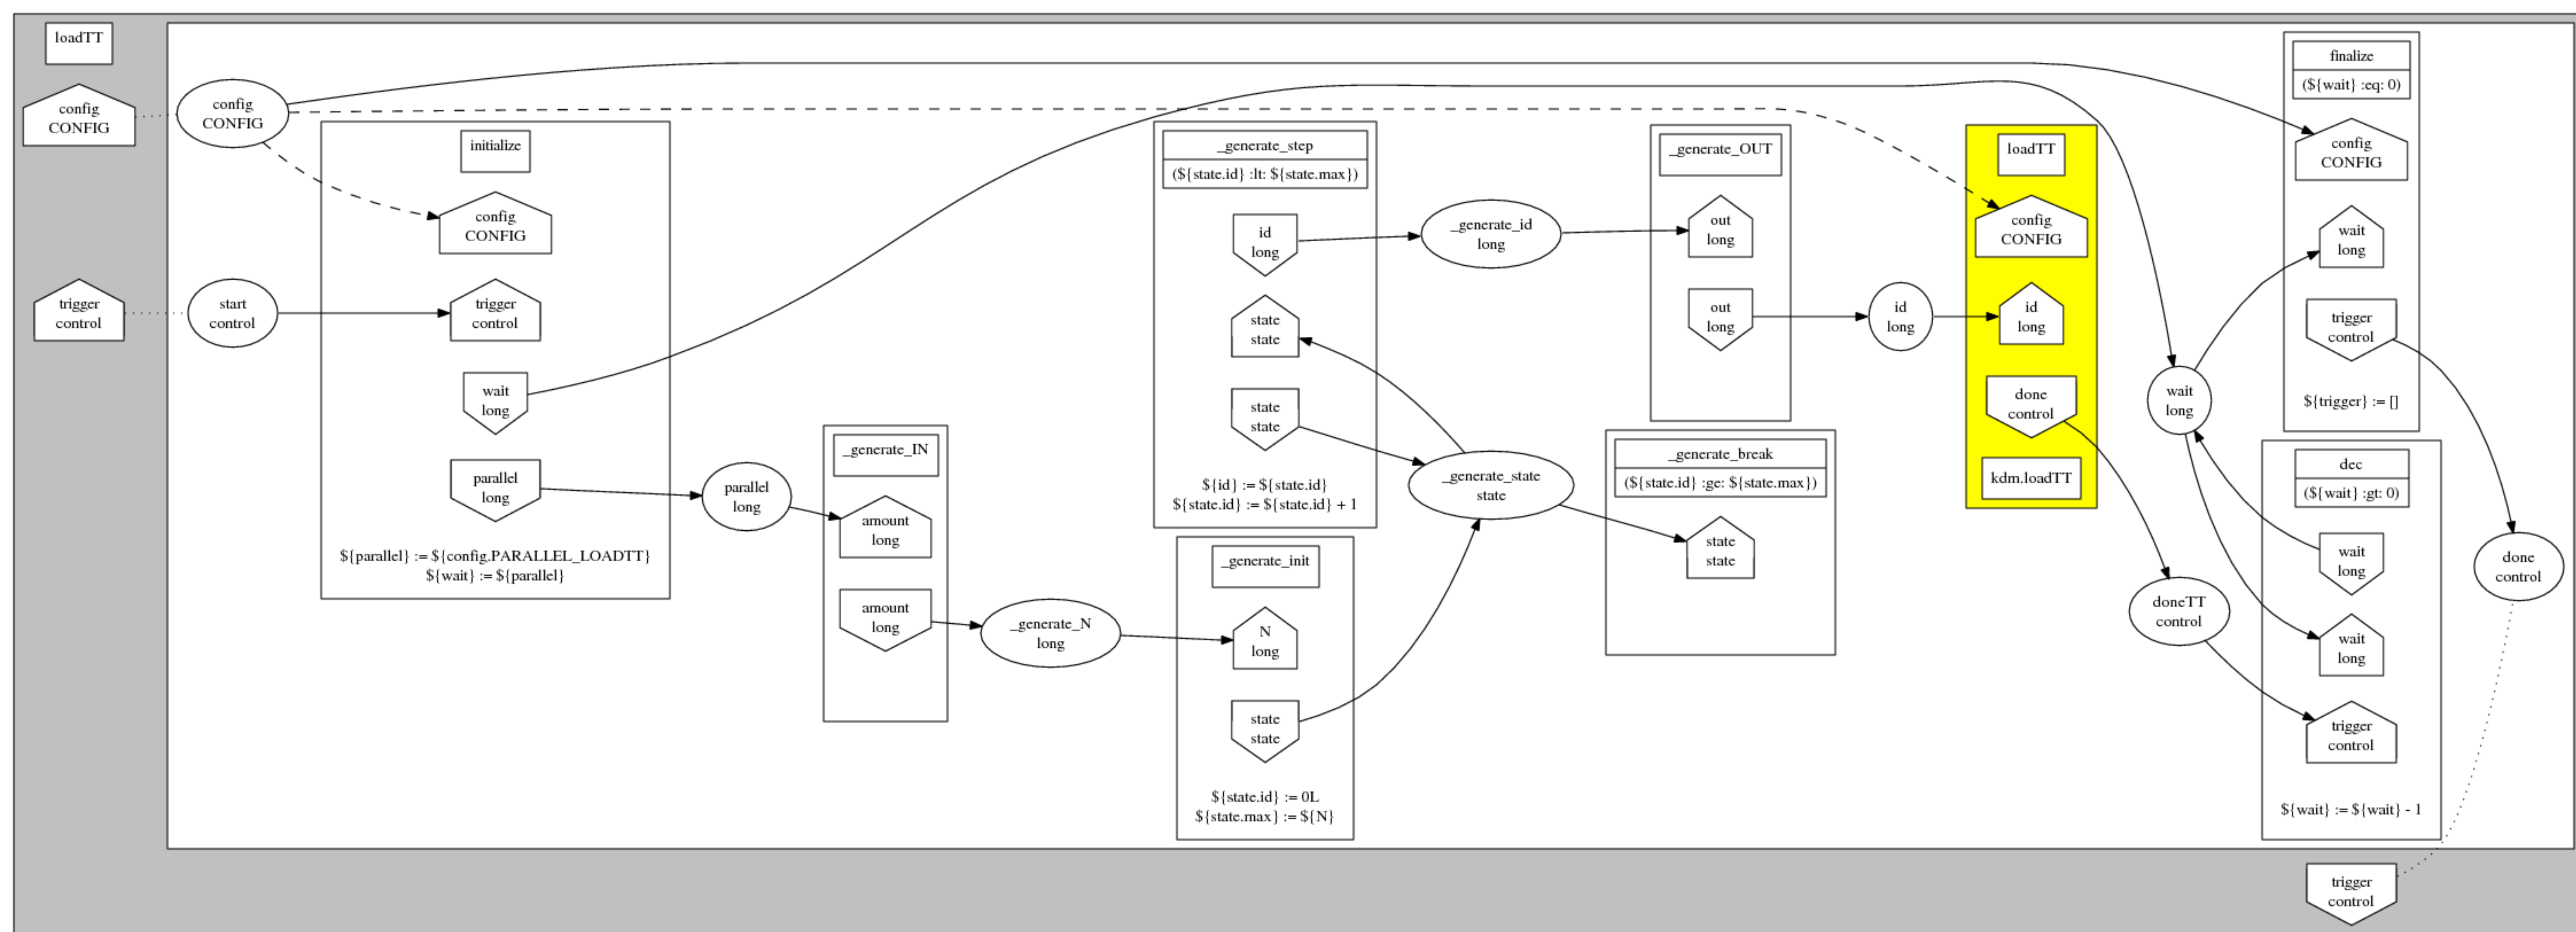 loadTT
config
CONFIG
trigger
control
config
CONFIG
start
control
initialize
config
CONFIG
trigger
control
wait
long
parallel
long
${parallel} := ${config.PARALLEL_LOADTT}
${wait} := ${parallel}
parallel
long
_generate_IN
amount
long
amount
long
_generate_N
long
_generate_step
(${state.id} :lt: ${state.max})
id
long
state
state
state
state
${id} := ${state.id}
${state.id} := ${state.id} + 1
_generate_init
N
long
state
state
${state.id} := 0L
${state.max} := ${N}
_generate_id
long
_generate_state
state
_generate_OUT
out
long
out
long
_generate_break
(${state.id} :ge: ${state.max})
state
state
id
long
loadTT
config
CONFIG
id
long
done
control
kdm.loadTT
wait
long
doneTT
control
finalize
(${wait} :eq: 0)
config
CONFIG
wait
long
trigger
control
${trigger} := []
dec
(${wait} :gt: 0)
wait
long
wait
long
trigger
control
${wait} := ${wait} - 1
done
control
trigger
control